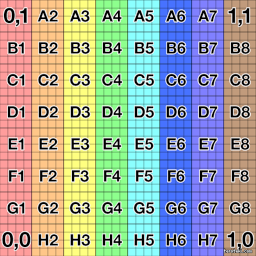 0,1 A2 A3 A4 A5 A6 A7 1,1
B1 B2 B3 B4 B5 B6 B7 B8
C1 C2 C3 C4 C5 C6 C7 C8
D1 D2 D3 D4 D5 D6 D7 D8
E1 E2 E3 E4 E5 E6 E7 E8
F1 F2 F3 F4 F5 F6 F7 F8
G1 G2 G3 G4 G5 G6 G7 G8
0,0 H2 H3 H4 H5 H6 H7 1,0